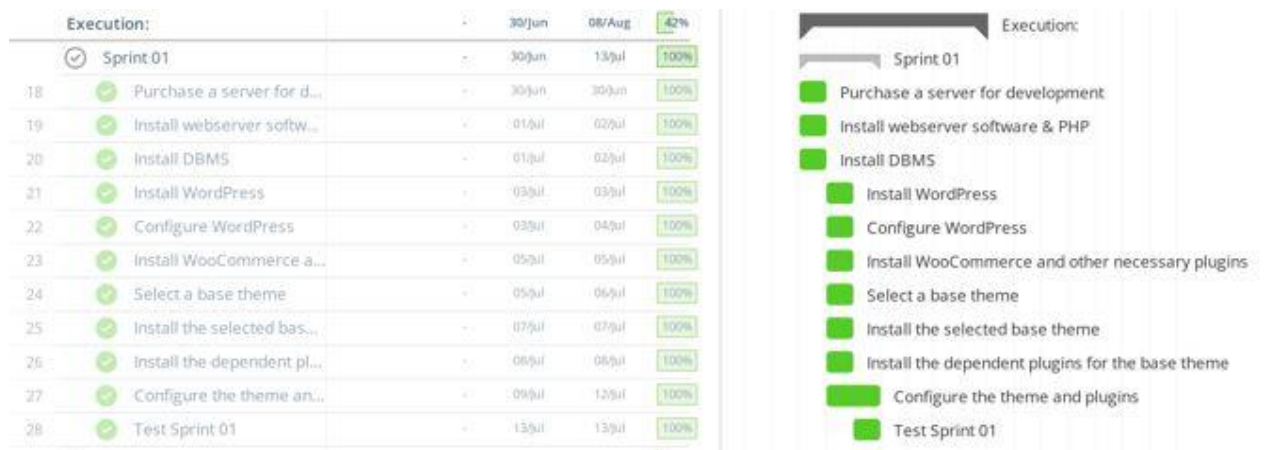 Execution: - 30/Jun 08/Aug 42% Execution:
Sprint 01 - 30/Jun 13/Jul 100% Sprint 01
18 Purchase a server for d... - 30/Jun 30/Jun 100% Purchase a server for development
19 Install webserver softw... - 01/Jul 02/Jul 100% Install webserver software & PHP
20 Install DBMS - 01/Jul 02/Jul 100% Install DBMS
21 Install WordPress - 03/Jul 03/Jul 100% Install WordPress
22 Configure WordPress - 03/Jul 04/Jul 100% Configure WordPress
23 Install WooCommerce a... - 05/Jul 05/Jul 100% Install WooCommerce and other necessary plugins
24 Select a base theme - 05/Jul 06/Jul 100% Select a base theme
25 Install the selected bas... - 07/Jul 07/Jul 100% Install the selected base theme
26 Install the dependent pl... - 08/Jul 08/Jul 100% Install the dependent plugins for the base theme
27 Configure the theme an... - 09/Jul 12/Jul 100% Configure the theme and plugins
28 Test Sprint 01 - 13/Jul 13/Jul 100% Test Sprint 01